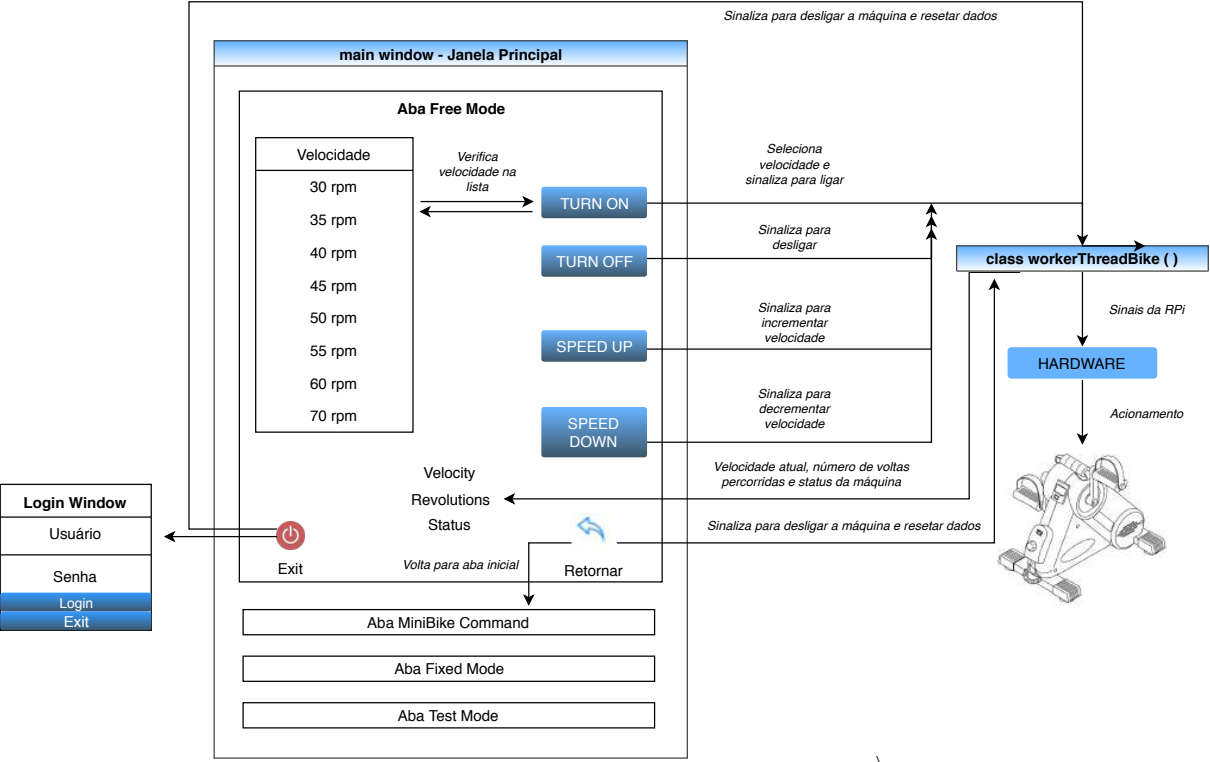 Sinaliza para desligar a máquina e resetar dados
main window - Janela Principal
Aba Free Mode
Velocidade
30 rpm
35 rpm
40 rpm
45 rpm
50 rpm
55 rpm
60 rpm
70 rpm
Verifica
velocidade na
lista
TURN ON
TURN OFF
SPEED UP
SPEED
DOWN
Seleciona
velocidade e
sinaliza para ligar
Sinaliza para
desligar
Sinaliza para
incrementar
velocidade
Sinaliza para
decrementar
velocidade
class workerThreadBike ( )
Sinais da RPi
HARDWARE
Acionamento
Velocity
Revolutions
Status
Velocidade atual, número de voltas
percorridas e status da máquina
Sinaliza para desligar a máquina e resetar dados
Login Window
Usuário
Senha
Login
Exit
Exit
Volta para aba inicial
Retornar
Aba MiniBike Command
Aba Fixed Mode
Aba Test Mode
\